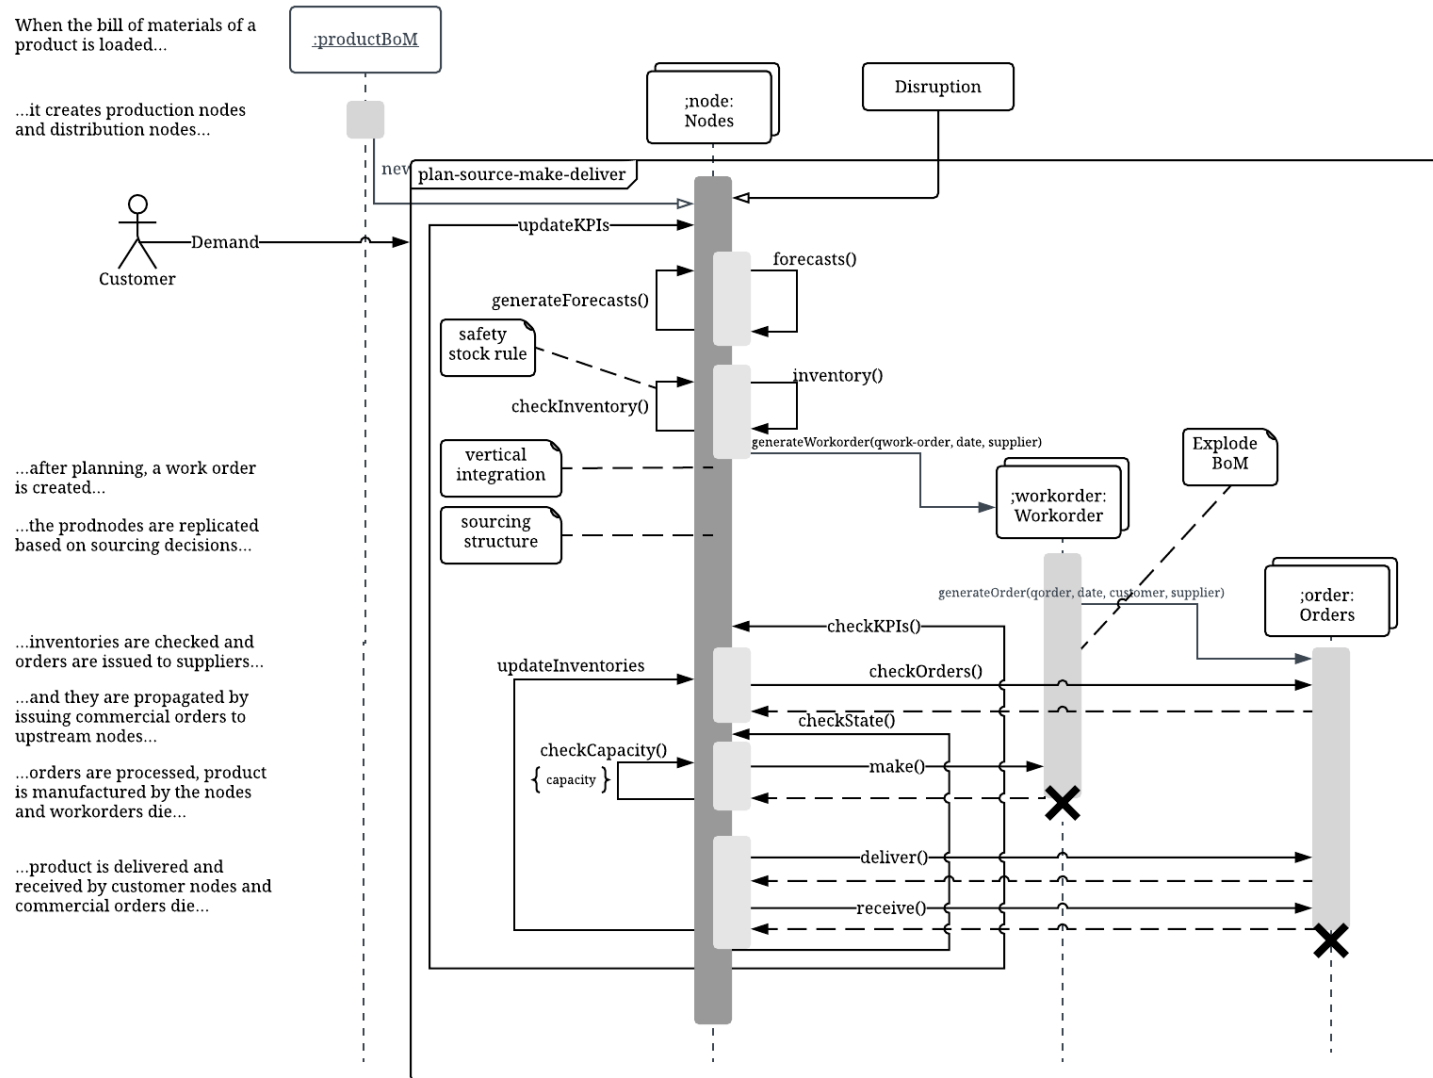 When the bill of materials of a
product is loaded...
:productBoM
;node:
Nodes
Disruption
...it creates production nodes
and distribution nodes...
new
plan-source-make-deliver
updateKPIs
Demand
Customer
forecasts()
generateForecasts()
safety
stock rule
inventory()
checkInventory()
generateWorkorder(qwork-order, date, supplier)
Explode
BoM
vertical
integration
...after planning, a work order
is created...
;workorder:
Workorder
sourcing
structure
...the prodnodes are replicated
based on sourcing decisions...
generateOrder(qorder, date, customer, supplier)
;order:
Orders
checkKPIs()
...inventories are checked and
orders are issued to suppliers...
updateInventories
checkOrders()
...and they are propagated by
issuing commercial orders to
upstream nodes...
checkState()
checkCapacity()
{ capacity }
make()
...orders are processed, product
is manufactured by the nodes
and workorders die...
deliver()
...product is delivered and
received by customer nodes and
commercial orders die...
receive()